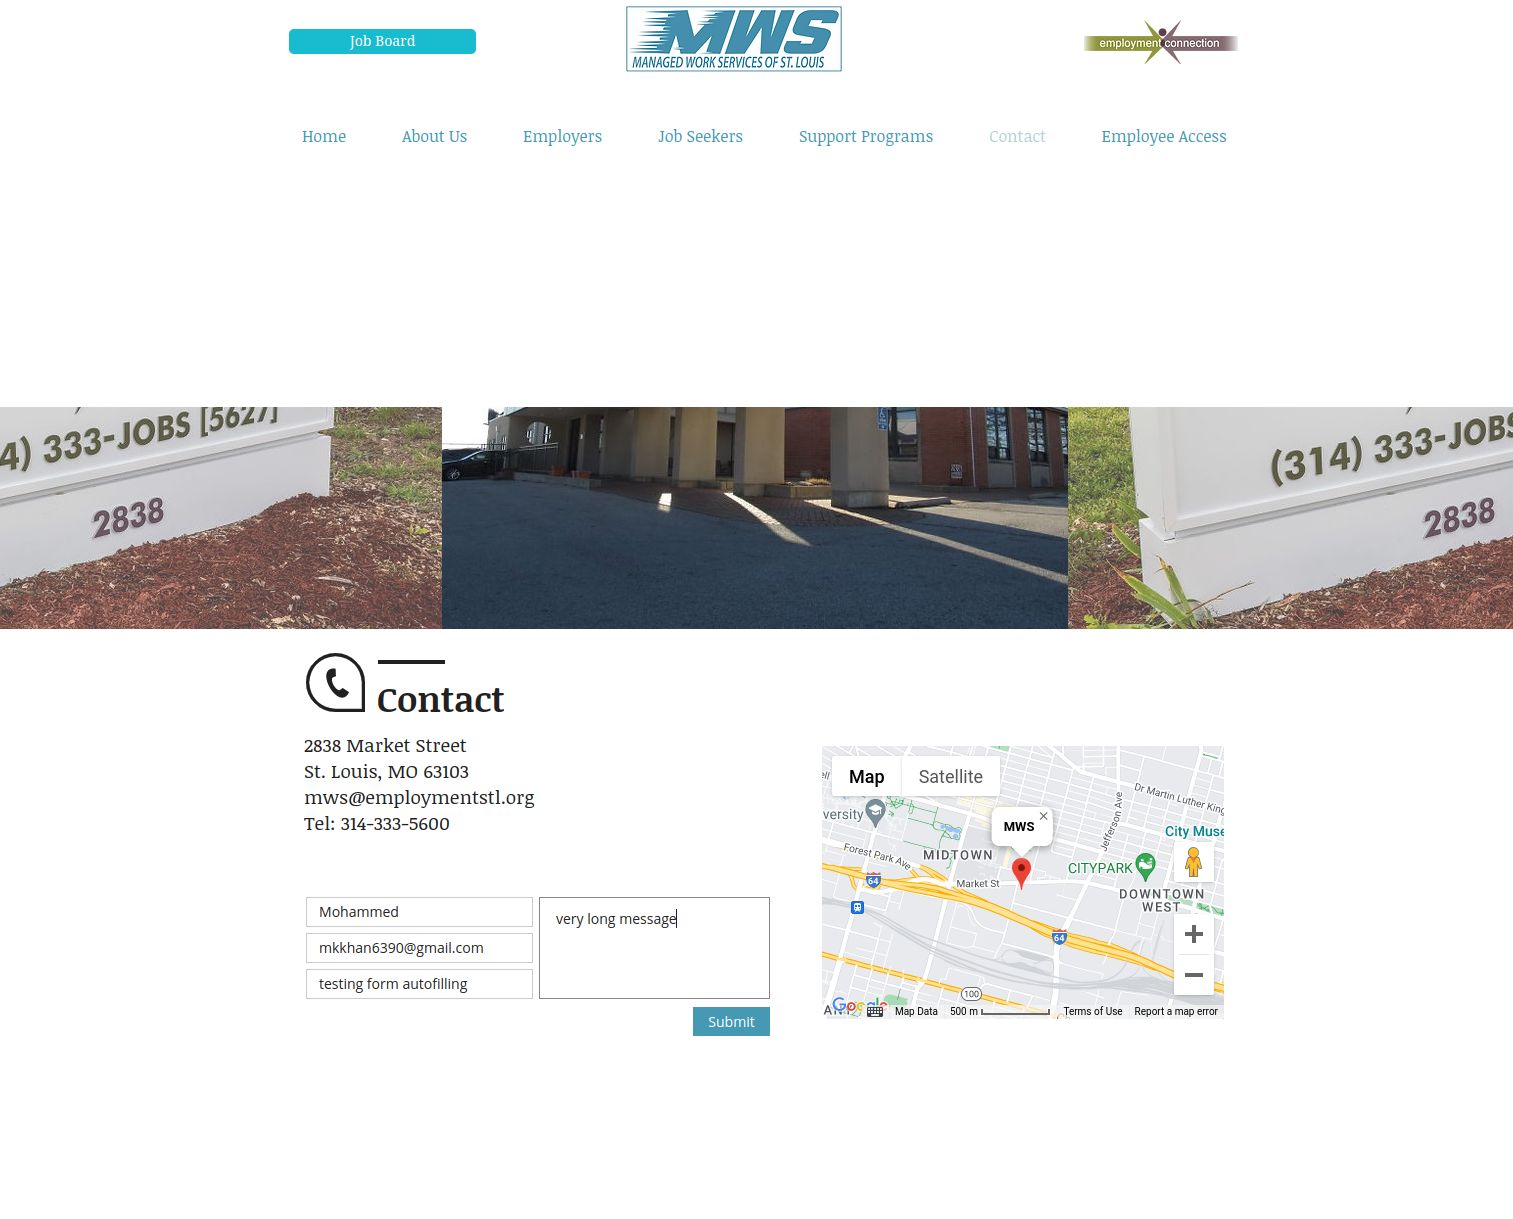 Job Board
MWS
MANAGED WORK SERVICES OF ST. LOUIS
employment connection
Home
About Us
Employers
Job Seekers
Support Programs
Contact
Employee Access
4) 333-JOBS [5627]
2838
(314) 333-JOBS
2838
Contact
2838 Market Street
St. Louis, MO 63103
mws@employmentstl.org
Tel: 314-333-5600
Mohammed
mkkhan6390@gmail.com
testing form autofilling
very long message
Submit
Map
Satellite
Dr Martin Luther King
Jefferson Ave
versity
MWS
City Muse
Forest Park Ave
MIDTOWN
CITYPARK
64
Market St
DOWNTOWN
WEST
64
100
Google
Map Data
500 m
Terms of Use
Report a map error